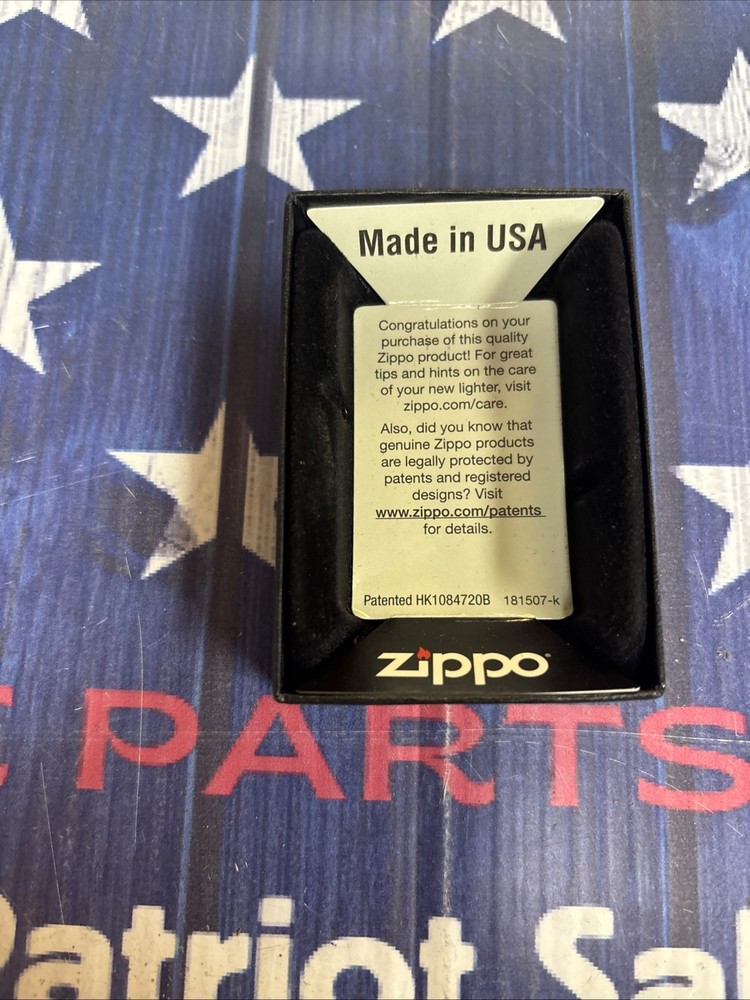 Made in USA
Congratulations on your
purchase of this quality
Zippo product! For great
tips and hints on the care
of your new lighter, visit
zippo.com/care.
Also, did you know that
genuine Zippo products
are legally protected by
patents and registered
designs? Visit
www.zippo.com/patents
for details.
Patented HK1084720B 181507-k
zippo
PARTS
Patriot Sal